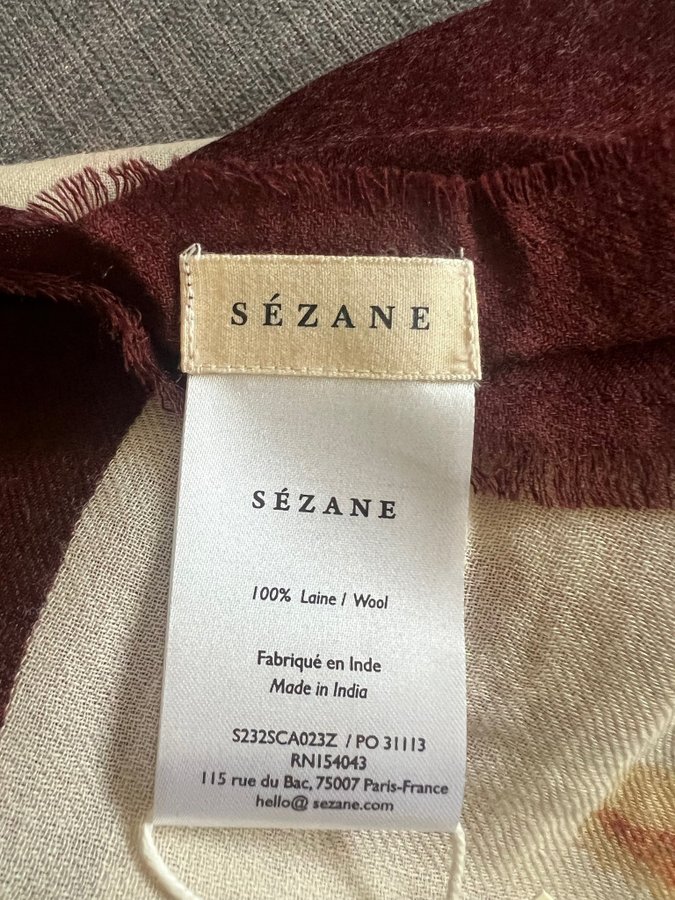 SÉZANE
SÉZANE
100% Laine / Wool
Fabriqué en Inde
Made in India
S232SCA023Z / PO 31113
RN154043
115 rue du Bac, 75007 Paris-France
hello@ sezane.com